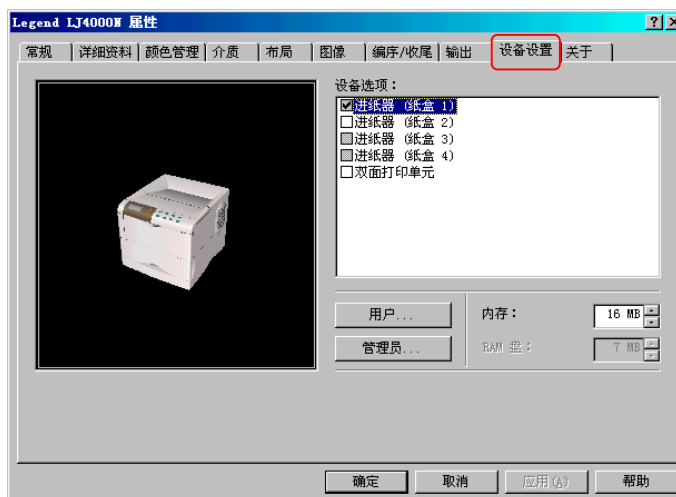 Legend LJ4000N 属性
常规 详细资料 颜色管理 介质 布局 图像 编序/收尾 输出 设备设置 关于
设备选项：
进纸器 (纸盒 1)
进纸器 (纸盒 2)
进纸器 (纸盒 3)
进纸器 (纸盒 4)
双面打印单元
用户... 内存： 16 MB
管理员... RAM 盘： 7 MB
确定 取消 应用(A) 帮助